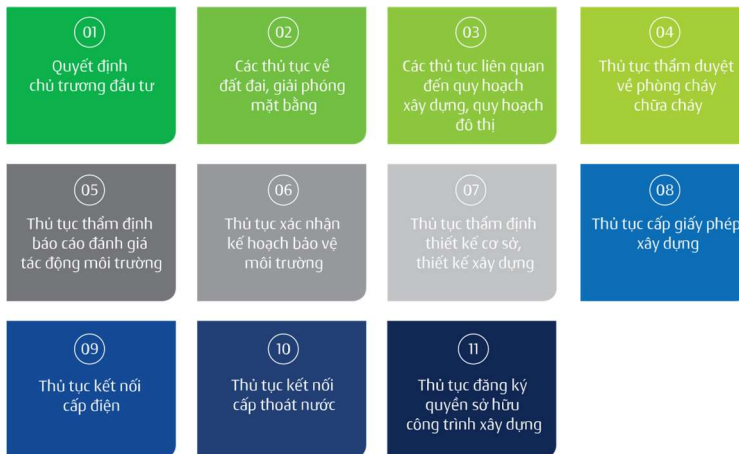 01
Quyết định
chủ trương đầu tư
02
Các thủ tục về
đất đai, giải phóng
mặt bằng
03
Các thủ tục liên quan
đến quy hoạch
xây dựng, quy hoạch
đô thị
04
Thủ tục thẩm duyệt
về phòng cháy
chữa cháy
05
Thủ tục thẩm định
báo cáo đánh giá
tác động môi trường
06
Thủ tục xác nhận
kế hoạch bảo vệ
môi trường
07
Thủ tục thẩm định
thiết kế cơ sở,
thiết kế xây dựng
08
Thủ tục cấp giấy phép
xây dựng
09
Thủ tục kết nối
cấp điện
10
Thủ tục kết nối
cấp thoát nước
11
Thủ tục đăng ký
quyền sở hữu
công trình xây dựng